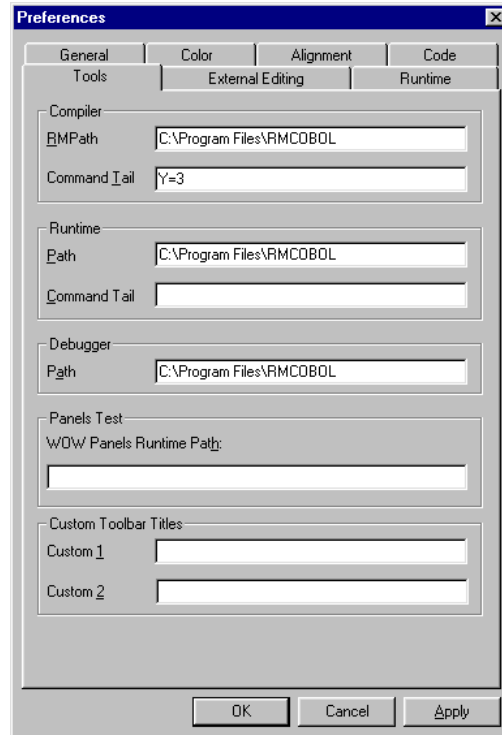 Preferences
General Color Alignment Code
Tools External Editing Runtime
Compiler
RMPath C:\Program Files\RMCOBOL
Command Tail Y=3
Runtime
Path C:\Program Files\RMCOBOL
Command Tail
Debugger
Path C:\Program Files\RMCOBOL
Panels Test
WOW Panels Runtime Path:
Custom Toolbar Titles
Custom 1
Custom 2
OK Cancel Apply